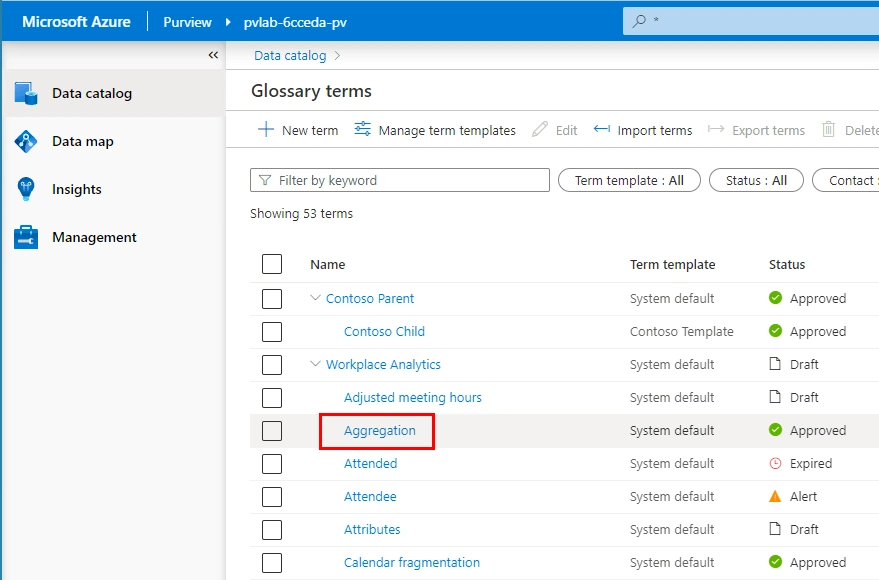 Microsoft Azure Purview pvlab-6cceda-pv *
«
Data catalog
Data map
Insights
Management
Data catalog
Glossary terms
New term Manage term templates Edit Import terms Export terms Delete
Filter by keyword Term template : All Status : All Contact :
Showing 53 terms
Name Term template Status
Contoso Parent System default Approved
Contoso Child Contoso Template Approved
Workplace Analytics System default Draft
Adjusted meeting hours System default Draft
Aggregation System default Approved
Attended System default Expired
Attendee System default Alert
Attributes System default Draft
Calendar fragmentation System default Approved